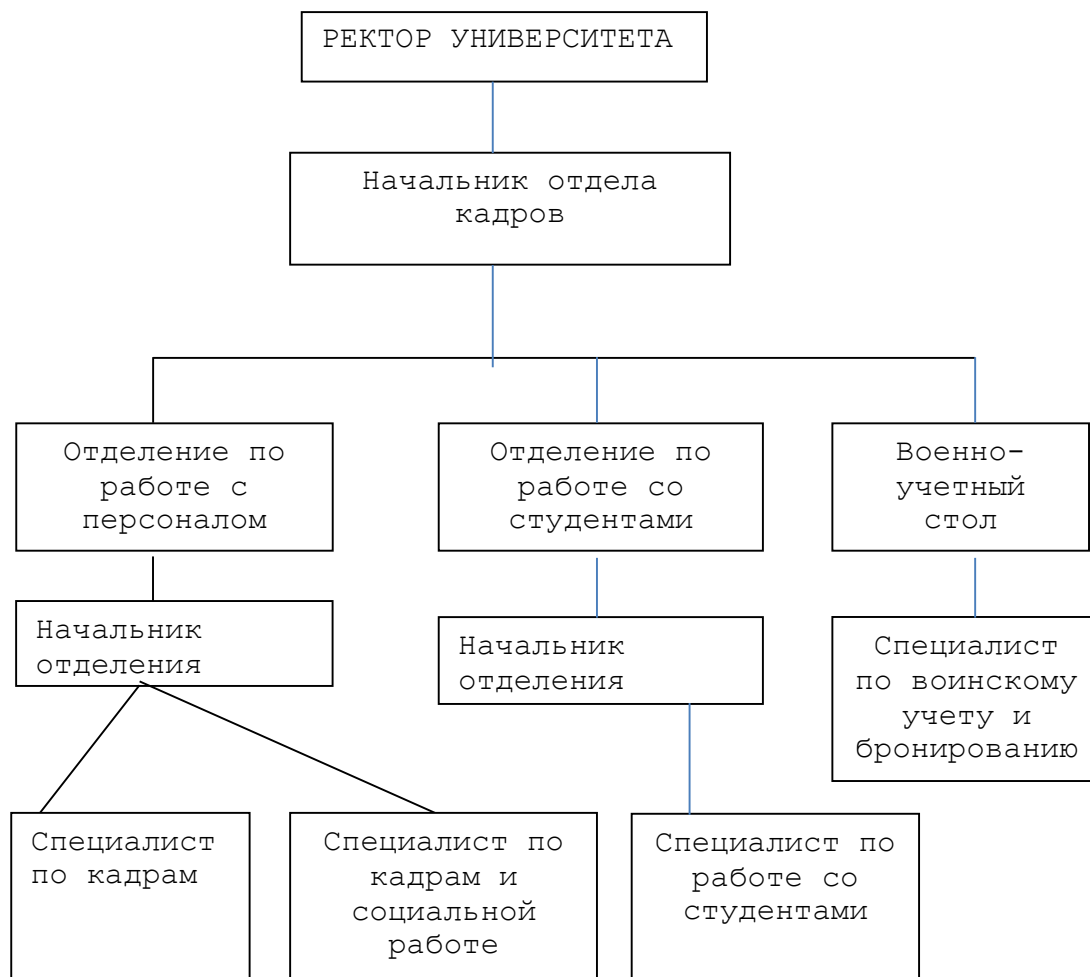 РЕКТОР УНИВЕРСИТЕТА
Начальник отдела
кадров
Отделение по
работе с
персоналом
Отделение по
работе со
студентами
Военно-
учетный
стол
Начальник
отделения
Начальник
отделения
Специалист
по воинскому
учету и
бронированию
Специалист
по кадрам
Специалист по
кадрам и
социальной
работе
Специалист по
работе со
студентами